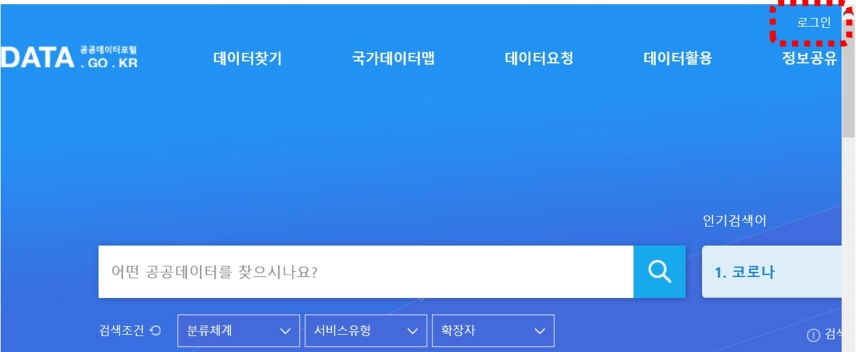 로그인
DATA 공공데이터포털
. GO . KR
데이터찾기 국가데이터맵 데이터요청 데이터활용 정보공유
인기검색어
어떤 공공데이터를 찾으시나요?
1. 코로나
검색조건 분류체계 서비스유형 확장자